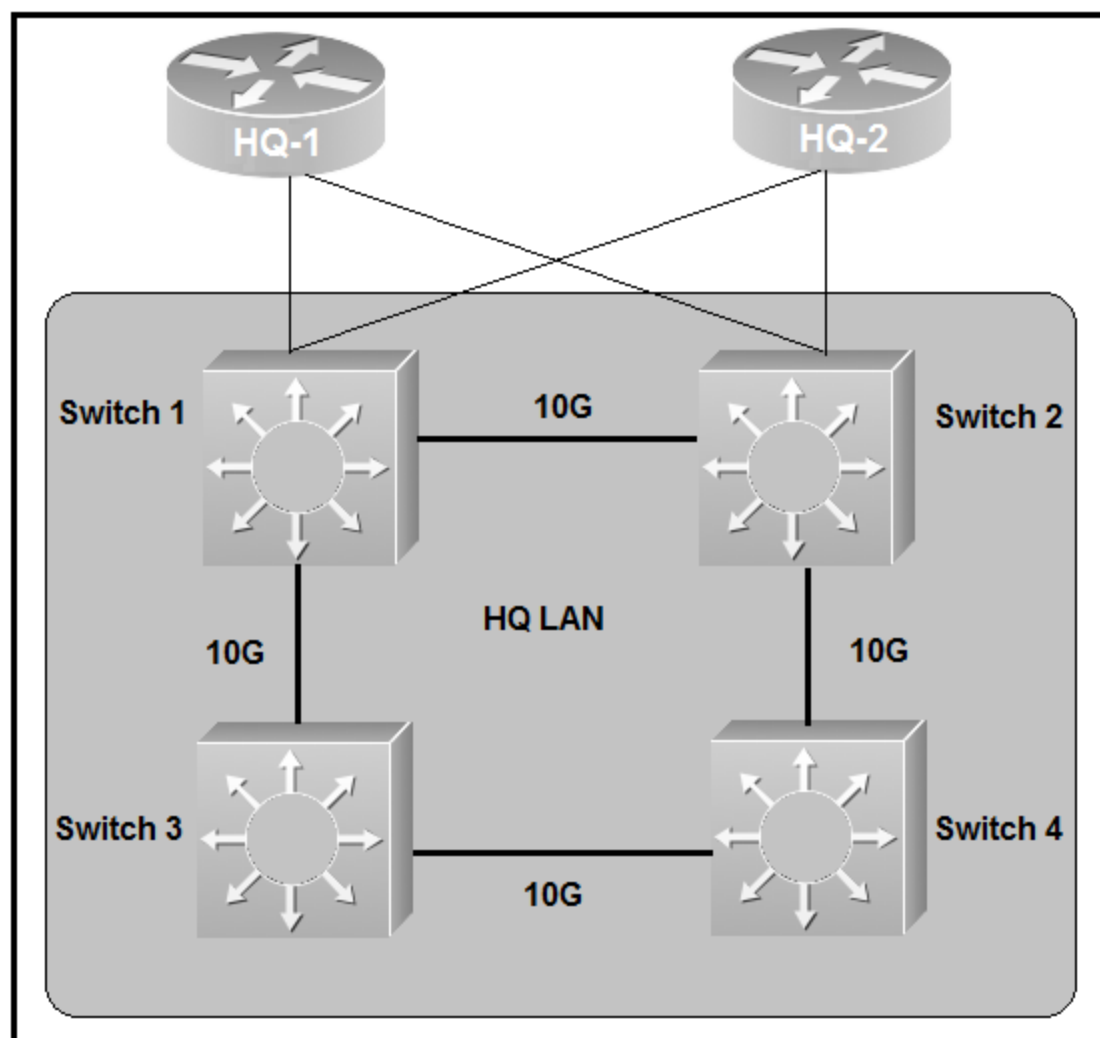 HQ-1
HQ-2
Switch 1
10G
Switch 2
HQ LAN
10G
10G
Switch 3
Switch 4
10G